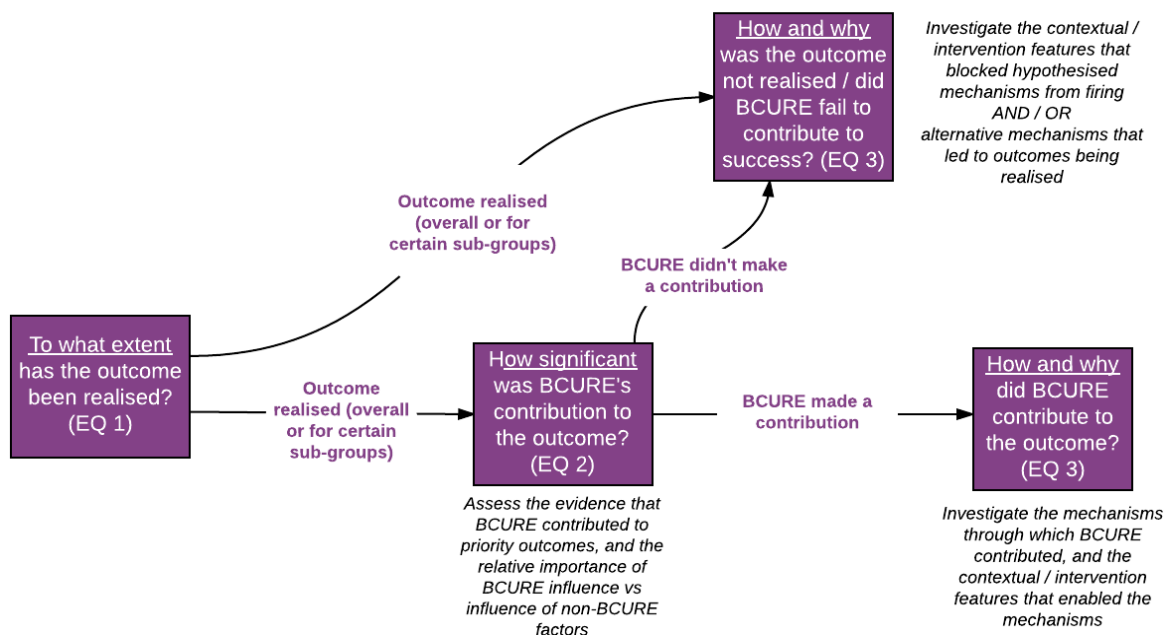 How and why
was the outcome
not realised / did
BCURE fail to
contribute to
success? (EQ 3)
Investigate the contextual /
intervention features that
blocked hypothesised
mechanisms from firing
AND / OR
alternative mechanisms that
led to outcomes being
realised
Outcome realised
(overall or for
certain sub-groups)
BCURE didn't make
a contribution
To what extent
has the outcome
been realised?
(EQ 1)
Outcome
realised (overall
or for certain
sub-groups)
How significant
was BCURE's
contribution to
the outcome?
(EQ 2)
Assess the evidence that
BCURE contributed to
priority outcomes, and the
relative importance of
BCURE influence vs
influence of non-BCURE
factors
BCURE made a
contribution
How and why
did BCURE
contribute to
the outcome?
(EQ 3)
Investigate the mechanisms
through which BCURE
contributed, and the
contextual / intervention
features that enabled the
mechanisms